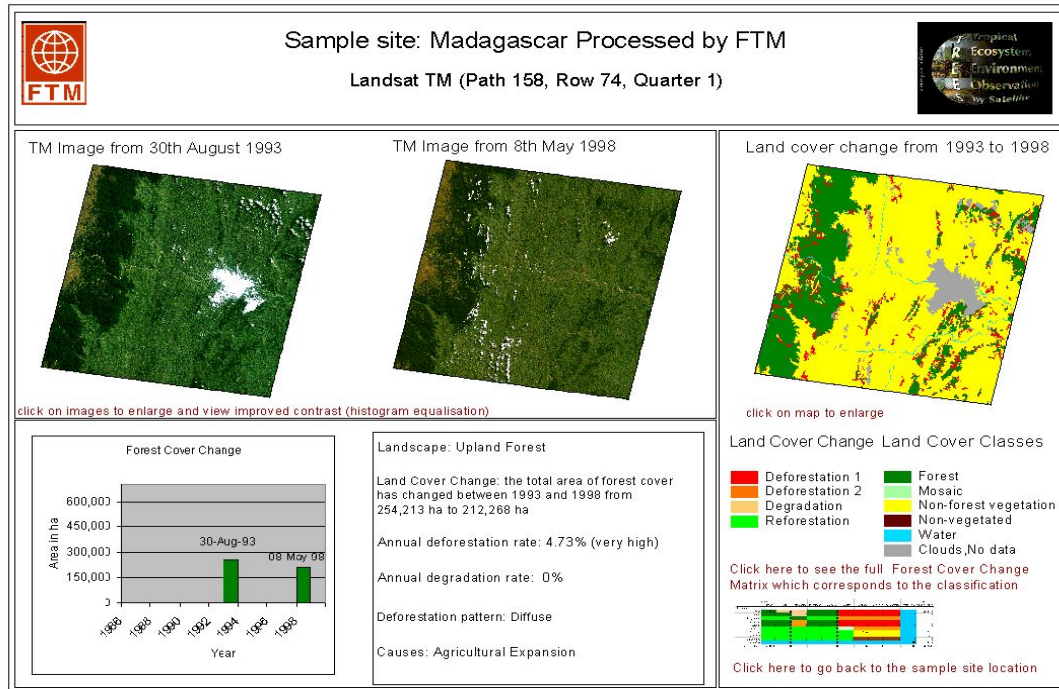 FTM
Sample site: Madagascar Processed by FTM
Landsat TM (Path 158, Row 74, Quarter 1)
TREES
Tropical
Ecosystem
Environment
Observation
by Satellite
TM Image from 30th August 1993
TM Image from 8th May 1998
click on images to enlarge and view improved contrast (histogram equalisation)
Land cover change from 1993 to 1998
click on map to enlarge
Forest Cover Change
Area in ha
600,000
450,000
300,000
150,000
0
30-Aug-93
08 May 98
1986
1988
1990
1992
1994
1996
1998
Year
Landscape: Upland Forest
Land Cover Change: the total area of forest cover
has changed between 1993 and 1998 from
254,213 ha to 212,268 ha
Annual deforestation rate: 4.73% (very high)
Annual degradation rate: 0%
Deforestation pattern: Diffuse
Causes: Agricultural Expansion
Land Cover Change
Deforestation 1
Deforestation 2
Degradation
Reforestation
Land Cover Classes
Forest
Mosaic
Non-forest vegetation
Non-vegetated
Water
Clouds,No data
Click here to see the full Forest Cover Change
Matrix which corresponds to the classification
Click here to go back to the sample site location